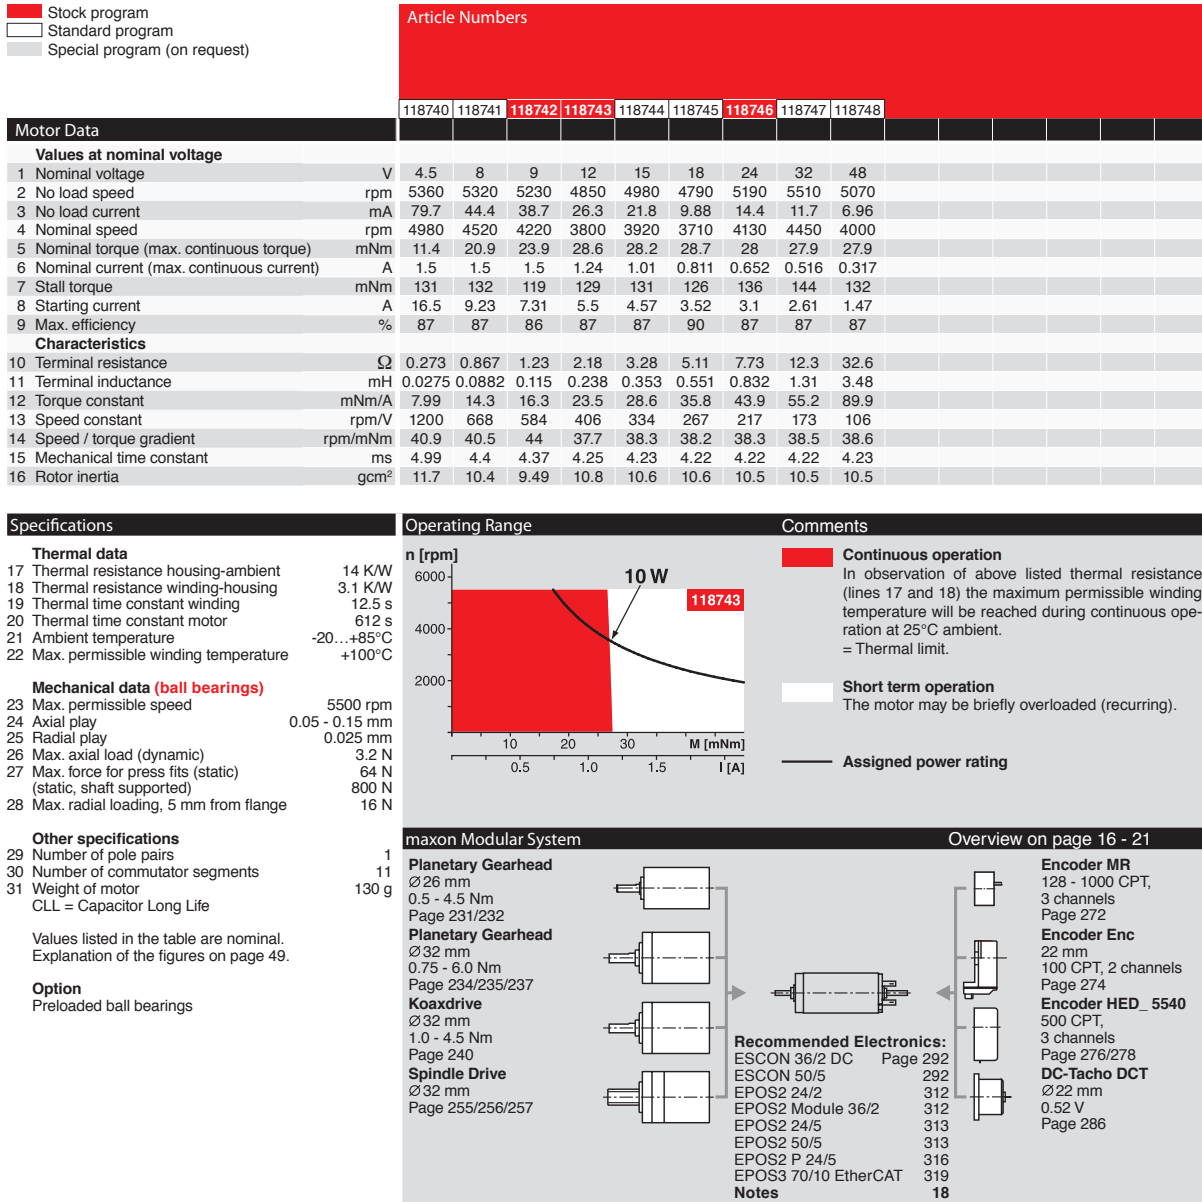 Stock program
Standard program
Special program (on request)
Article Numbers
118740 118741 118742 118743 118744 118745 118746 118747 118748
Motor Data
Values at nominal voltage
1 Nominal voltage V 4.5 8 9 12 15 18 24 32 48
2 No load speed rpm 5360 5320 5230 4850 4980 4790 5190 5510 5070
3 No load current mA 79.7 44.4 38.7 26.3 21.8 9.88 14.4 11.7 6.96
4 Nominal speed rpm 4980 4520 4220 3800 3920 3710 4130 4450 4000
5 Nominal torque (max. continuous torque) mNm 11.4 20.9 23.9 28.6 28.2 28.7 28 27.9 27.9
6 Nominal current (max. continuous current) A 1.5 1.5 1.5 1.24 1.01 0.811 0.652 0.516 0.317
7 Stall torque mNm 131 132 119 129 131 126 136 144 132
8 Starting current A 16.5 9.23 7.31 5.5 4.57 3.52 3.1 2.61 1.47
9 Max. efficiency % 87 87 86 87 87 90 87 87 87
Characteristics
10 Terminal resistance Ω 0.273 0.867 1.23 2.18 3.28 5.11 7.73 12.3 32.6
11 Terminal inductance mH 0.0275 0.0882 0.115 0.238 0.353 0.551 0.832 1.31 3.48
12 Torque constant mNm/A 7.99 14.3 16.3 23.5 28.6 35.8 43.9 55.2 89.9
13 Speed constant rpm/V 1200 668 584 406 334 267 217 173 106
14 Speed / torque gradient rpm/mNm 40.9 40.5 44 37.7 38.3 38.2 38.3 38.5 38.6
15 Mechanical time constant ms 4.99 4.4 4.37 4.25 4.23 4.22 4.22 4.22 4.23
16 Rotor inertia gcm² 11.7 10.4 9.49 10.8 10.6 10.6 10.5 10.5 10.5
Specifications
Thermal data
17 Thermal resistance housing-ambient 14 K/W
18 Thermal resistance winding-housing 3.1 K/W
19 Thermal time constant winding 12.5 s
20 Thermal time constant motor 612 s
21 Ambient temperature -20...+85°C
22 Max. permissible winding temperature +100°C
Mechanical data (ball bearings)
23 Max. permissible speed 5500 rpm
24 Axial play 0.05 - 0.15 mm
25 Radial play 0.025 mm
26 Max. axial load (dynamic) 3.2 N
27 Max. force for press fits (static) 64 N
(static, shaft supported) 800 N
28 Max. radial loading, 5 mm from flange 16 N
Other specifications
29 Number of pole pairs 1
30 Number of commutator segments 11
31 Weight of motor 130 g
CLL = Capacitor Long Life
Values listed in the table are nominal.
Explanation of the figures on page 49.
Option
Preloaded ball bearings
Operating Range
n [rpm]
6000
4000
2000
10 W
118743
10 20 30 M [mNm]
0.5 1.0 1.5 I [A]
Comments
Continuous operation
In observation of above listed thermal resistance
(lines 17 and 18) the maximum permissible winding
temperature will be reached during continuous ope-
ration at 25°C ambient.
= Thermal limit.
Short term operation
The motor may be briefly overloaded (recurring).
Assigned power rating
maxon Modular System
Overview on page 16 - 21
Planetary Gearhead
Ø26 mm
0.5 - 4.5 Nm
Page 231/232
Planetary Gearhead
Ø32 mm
0.75 - 6.0 Nm
Page 234/235/237
Koaxdrive
Ø32 mm
1.0 - 4.5 Nm
Page 240
Spindle Drive
Ø32 mm
Page 255/256/257
Recommended Electronics:
ESCON 36/2 DC Page 292
ESCON 50/5 292
EPOS2 24/2 312
EPOS2 Module 36/2 312
EPOS2 24/5 313
EPOS2 50/5 313
EPOS2 P 24/5 316
EPOS3 70/10 EtherCAT 319
Notes 18
Encoder MR
128 - 1000 CPT,
3 channels
Page 272
Encoder Enc
22 mm
100 CPT, 2 channels
Page 274
Encoder HED_ 5540
500 CPT,
3 channels
Page 276/278
DC-Tacho DCT
Ø22 mm
0.52 V
Page 286